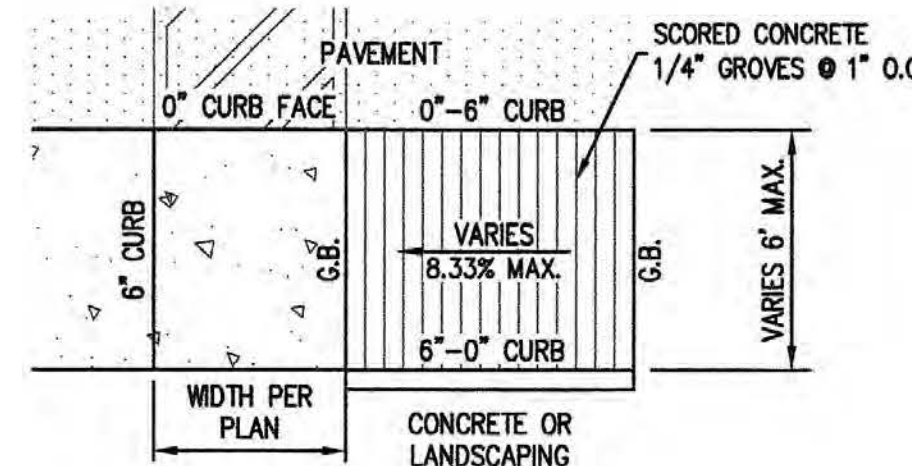 SCORED CONCRETE
1/4" GROVES @ 1" O.C
PAVEMENT
0" CURB FACE
0"-6" CURB
6" CURB
G.B.
VARIES
8.33% MAX.
G.B.
VARIES 6' MAX.
6"-0" CURB
WIDTH PER
PLAN
CONCRETE OR
LANDSCAPING